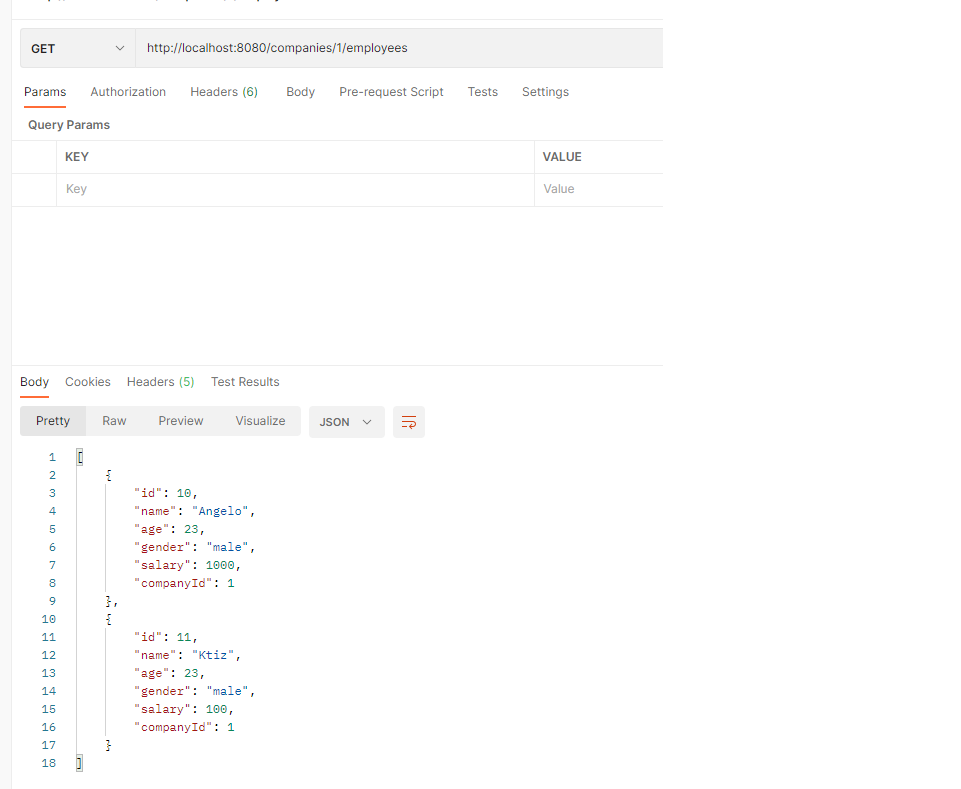 GET http://localhost:8080/companies/1/employees
Params Authorization Headers (6) Body Pre-request Script Tests Settings
Query Params
KEY VALUE
Key Value
Body Cookies Headers (5) Test Results
Pretty Raw Preview Visualize JSON
1 [
2 {
3 "id": 10,
4 "name": "Angelo",
5 "age": 23,
6 "gender": "male",
7 "salary": 1000,
8 "companyId": 1
9 },
10 {
11 "id": 11,
12 "name": "Ktiz",
13 "age": 23,
14 "gender": "male",
15 "salary": 100,
16 "companyId": 1
17 }
18 ]